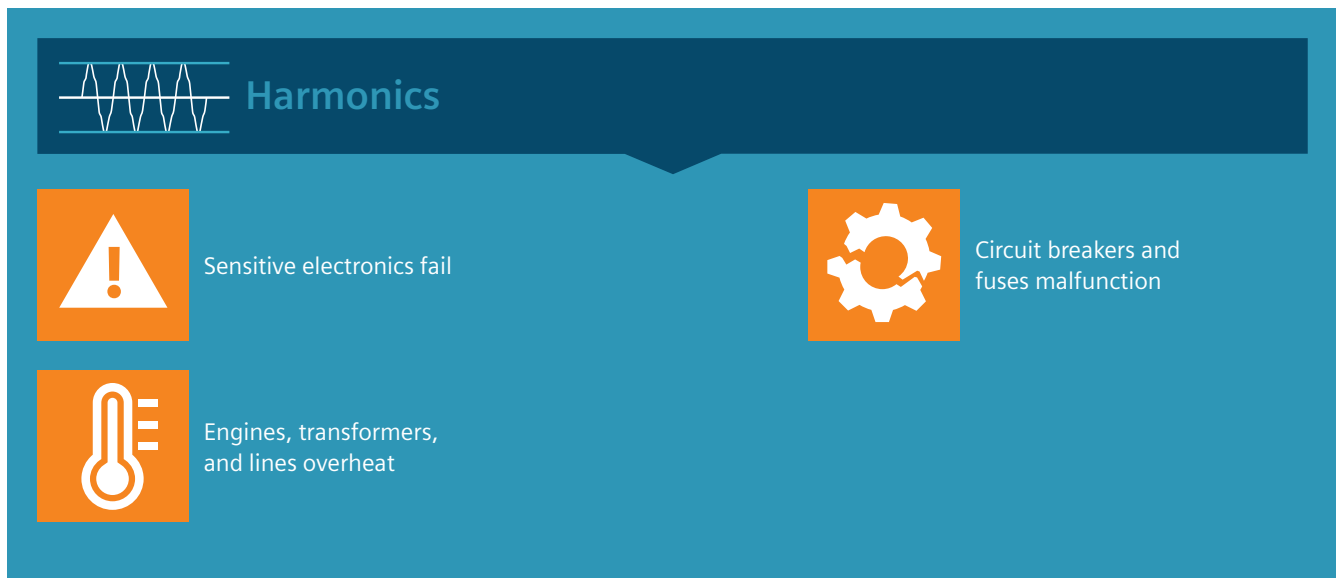 Harmonics
Sensitive electronics fail
Circuit breakers and
fuses malfunction
Engines, transformers,
and lines overheat